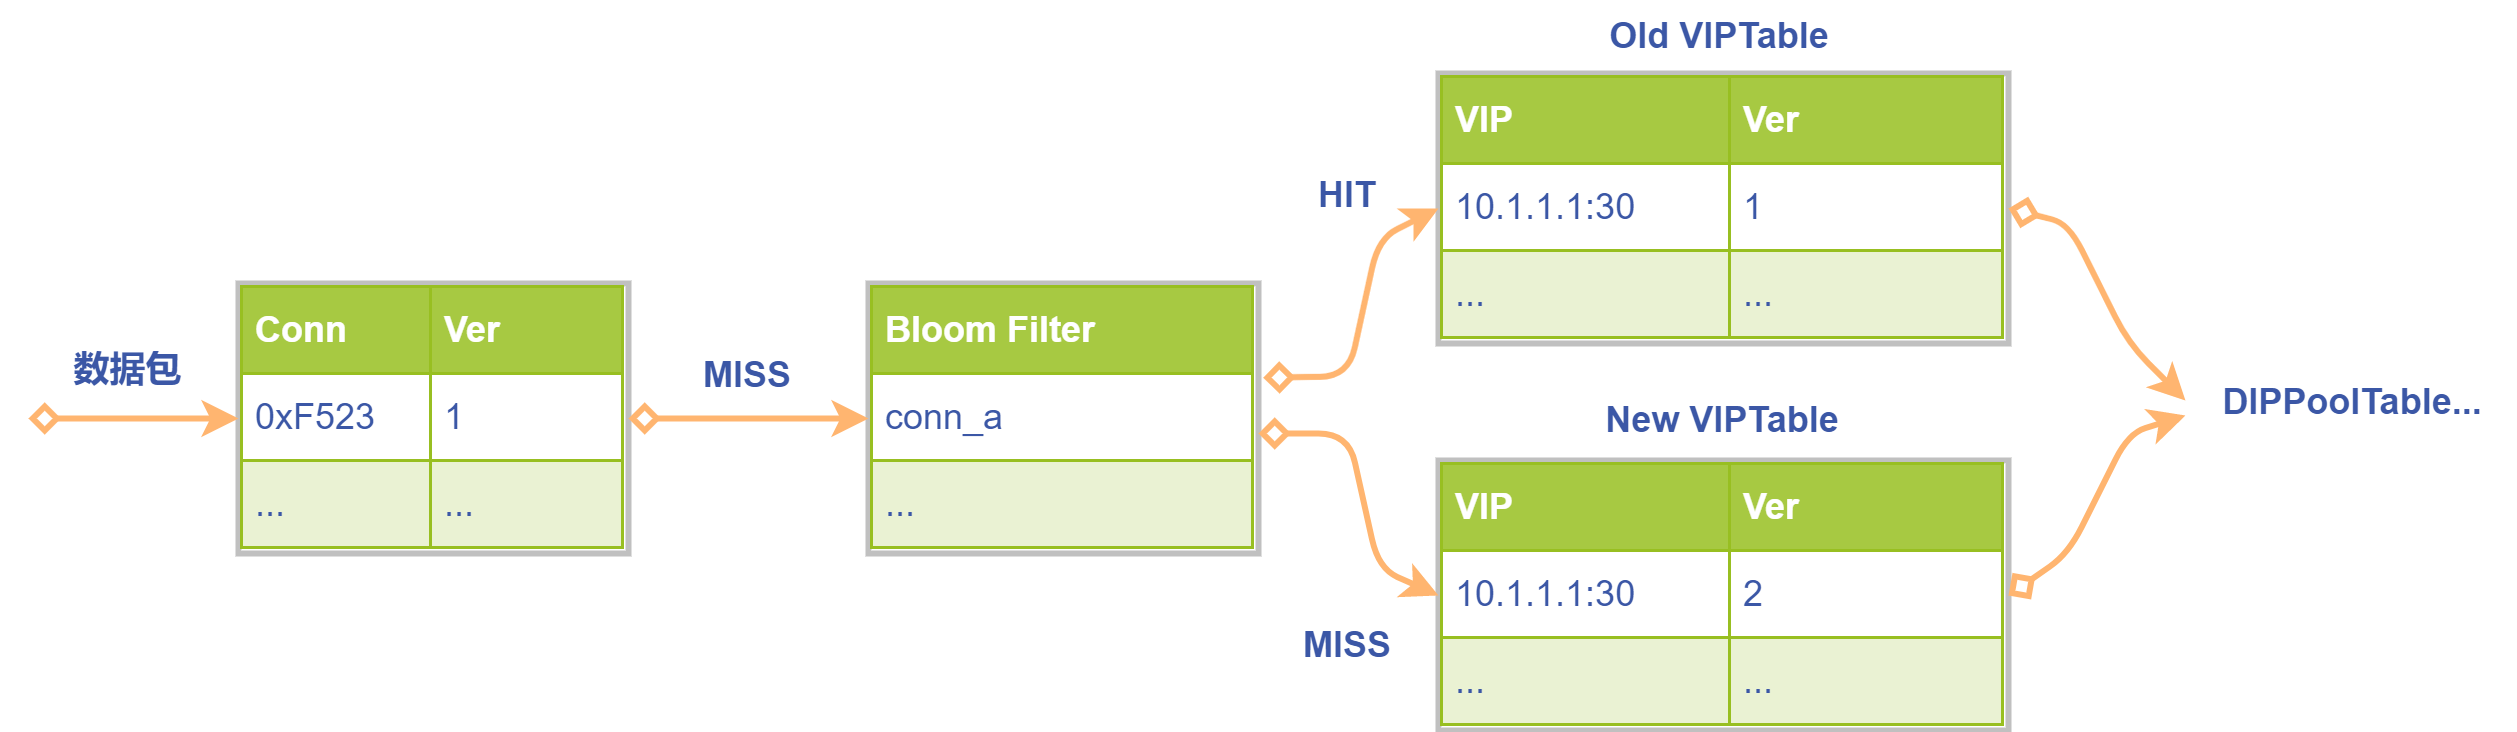 数据包
Conn Ver
0xF523 1
... ...
MISS
Bloom Filter
conn_a
...
HIT
MISS
Old VIPTable
VIP Ver
10.1.1.1:30 1
... ...
New VIPTable
VIP Ver
10.1.1.1:30 2
... ...
DIPPoolTable...